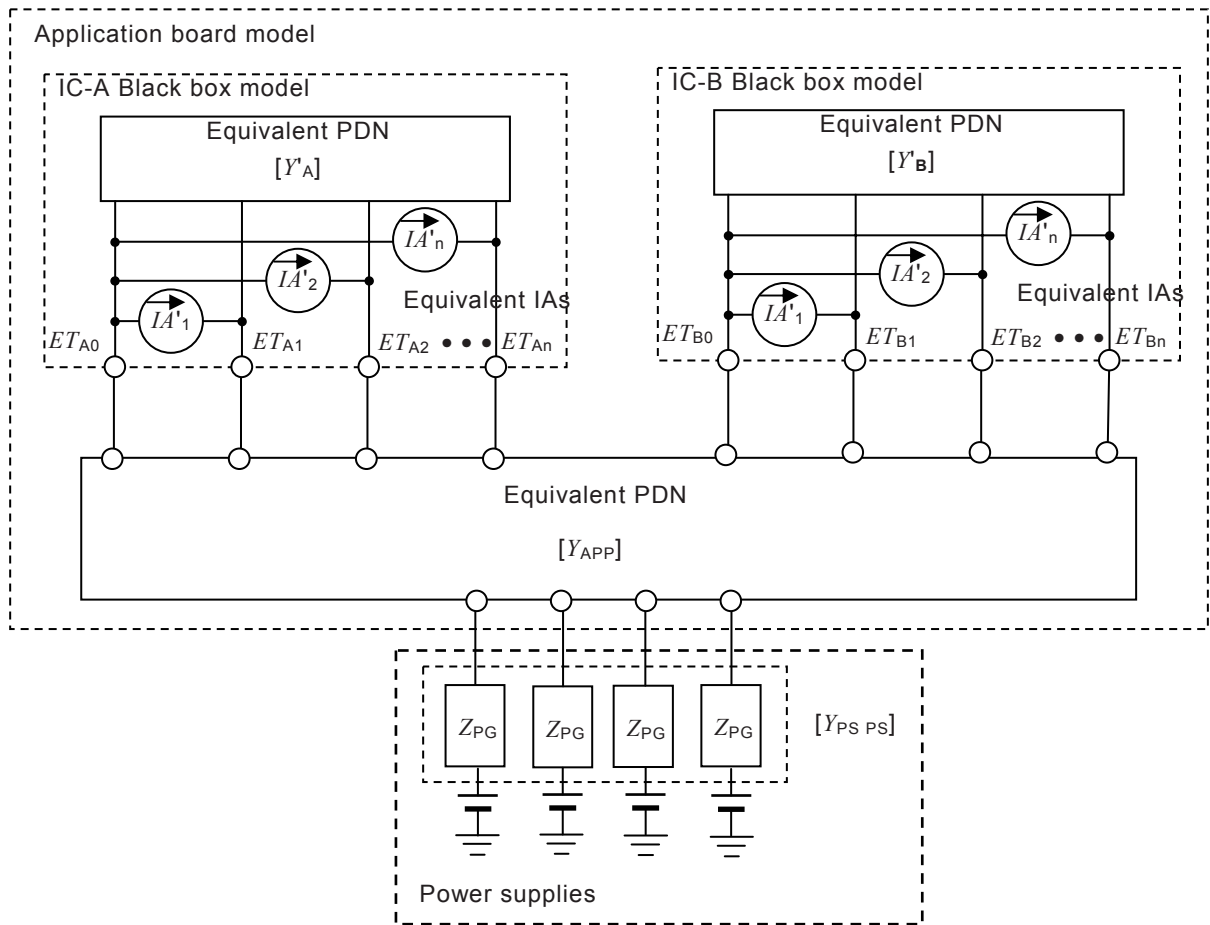 Application board model
IC-A Black box model
Equivalent PDN
[Y'A]
IA'n
IA'2
Equivalent IAs
IA'1
ETA0
ETA1
ETA2
• • •
ETAn
IC-B Black box model
Equivalent PDN
[Y'B]
IA'n
IA'2
Equivalent IAs
IA'1
ETB0
ETB1
ETB2
• • •
ETBn
Equivalent PDN
[YAPP]
ZPG
ZPG
ZPG
ZPG
[YPS PS]
Power supplies